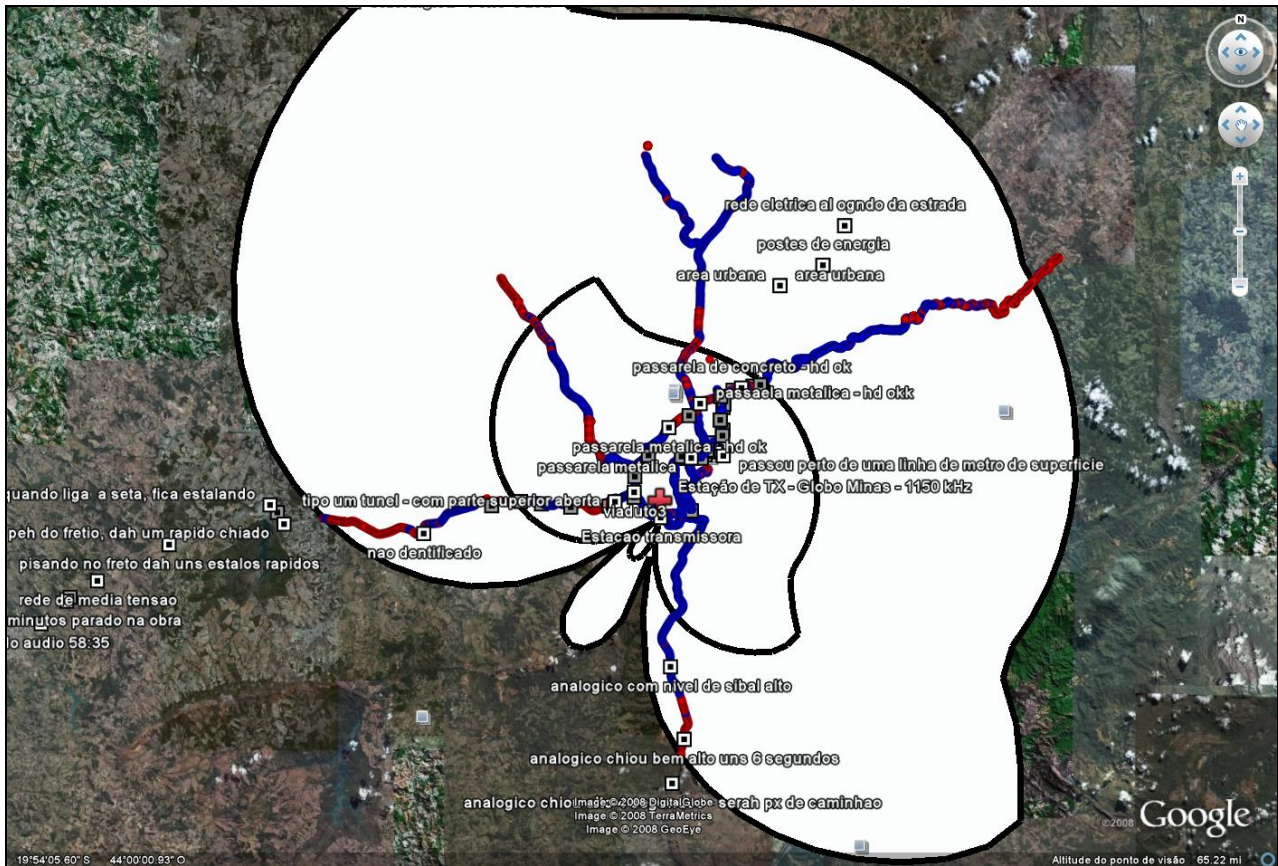 N
rede eletrica al ogndo da estrada
postes de energia
area urbana
area urbana
passarela de concreto - hd ok
passaela metalica - hd okk
passarela metalica - hd ok
passarela metalica
passou perto de uma linha de metro de superficie
quando liga a seta, fica estalando
tipo um tunel - com parte superior aberta
Estação de TX - Globo Minas - 1150 kHz
viaduto3
peh do fretio, dah um rapido chiado
Estacao transmissora
nao dentificado
pisando no freto dah uns estalos rapidos
rede de media tensao
minutos parado na obra
lo audio 58:35
analogico com nivel de sibal alto
analogico chiou bem alto uns 6 segundos
analogico chio serah px de caminhao
Image © 2008 DigitalGlobe
Image © 2008 TerraMetrics
Image © 2008 GeoEye
©2008 Google
19°54'05.60" S 44°00'00.93" O
Altitude do ponto de visão 65.22 mi